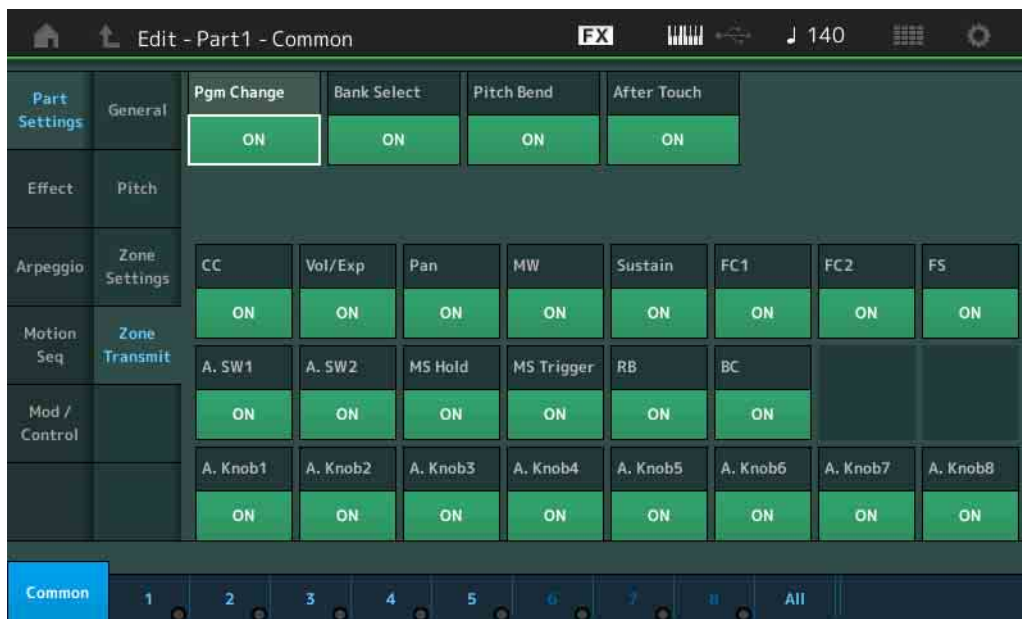 Edit - Part1 - Common FX 140
Part Settings
General
Pgm Change Bank Select Pitch Bend After Touch
ON ON ON ON
Effect
Pitch
Arpeggio
Zone Settings
CC Vol/Exp Pan MW Sustain FC1 FC2 FS
ON ON ON ON ON ON ON ON
Motion Seq
Zone Transmit
A. SW1 A. SW2 MS Hold MS Trigger RB BC
ON ON ON ON ON ON
Mod / Control
A. Knob1 A. Knob2 A. Knob3 A. Knob4 A. Knob5 A. Knob6 A. Knob7 A. Knob8
ON ON ON ON ON ON ON ON
Common 1 2 3 4 5 6 7 8 All